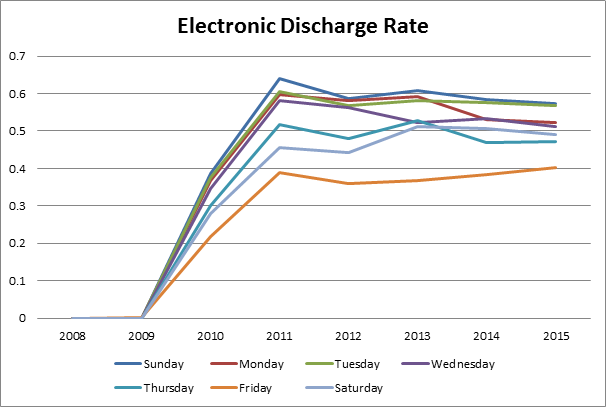 Electronic Discharge Rate
0.7
0.6
0.5
0.4
0.3
0.2
0.1
0
2008 2009 2010 2011 2012 2013 2014 2015
Sunday Monday Tuesday Wednesday
Thursday Friday Saturday